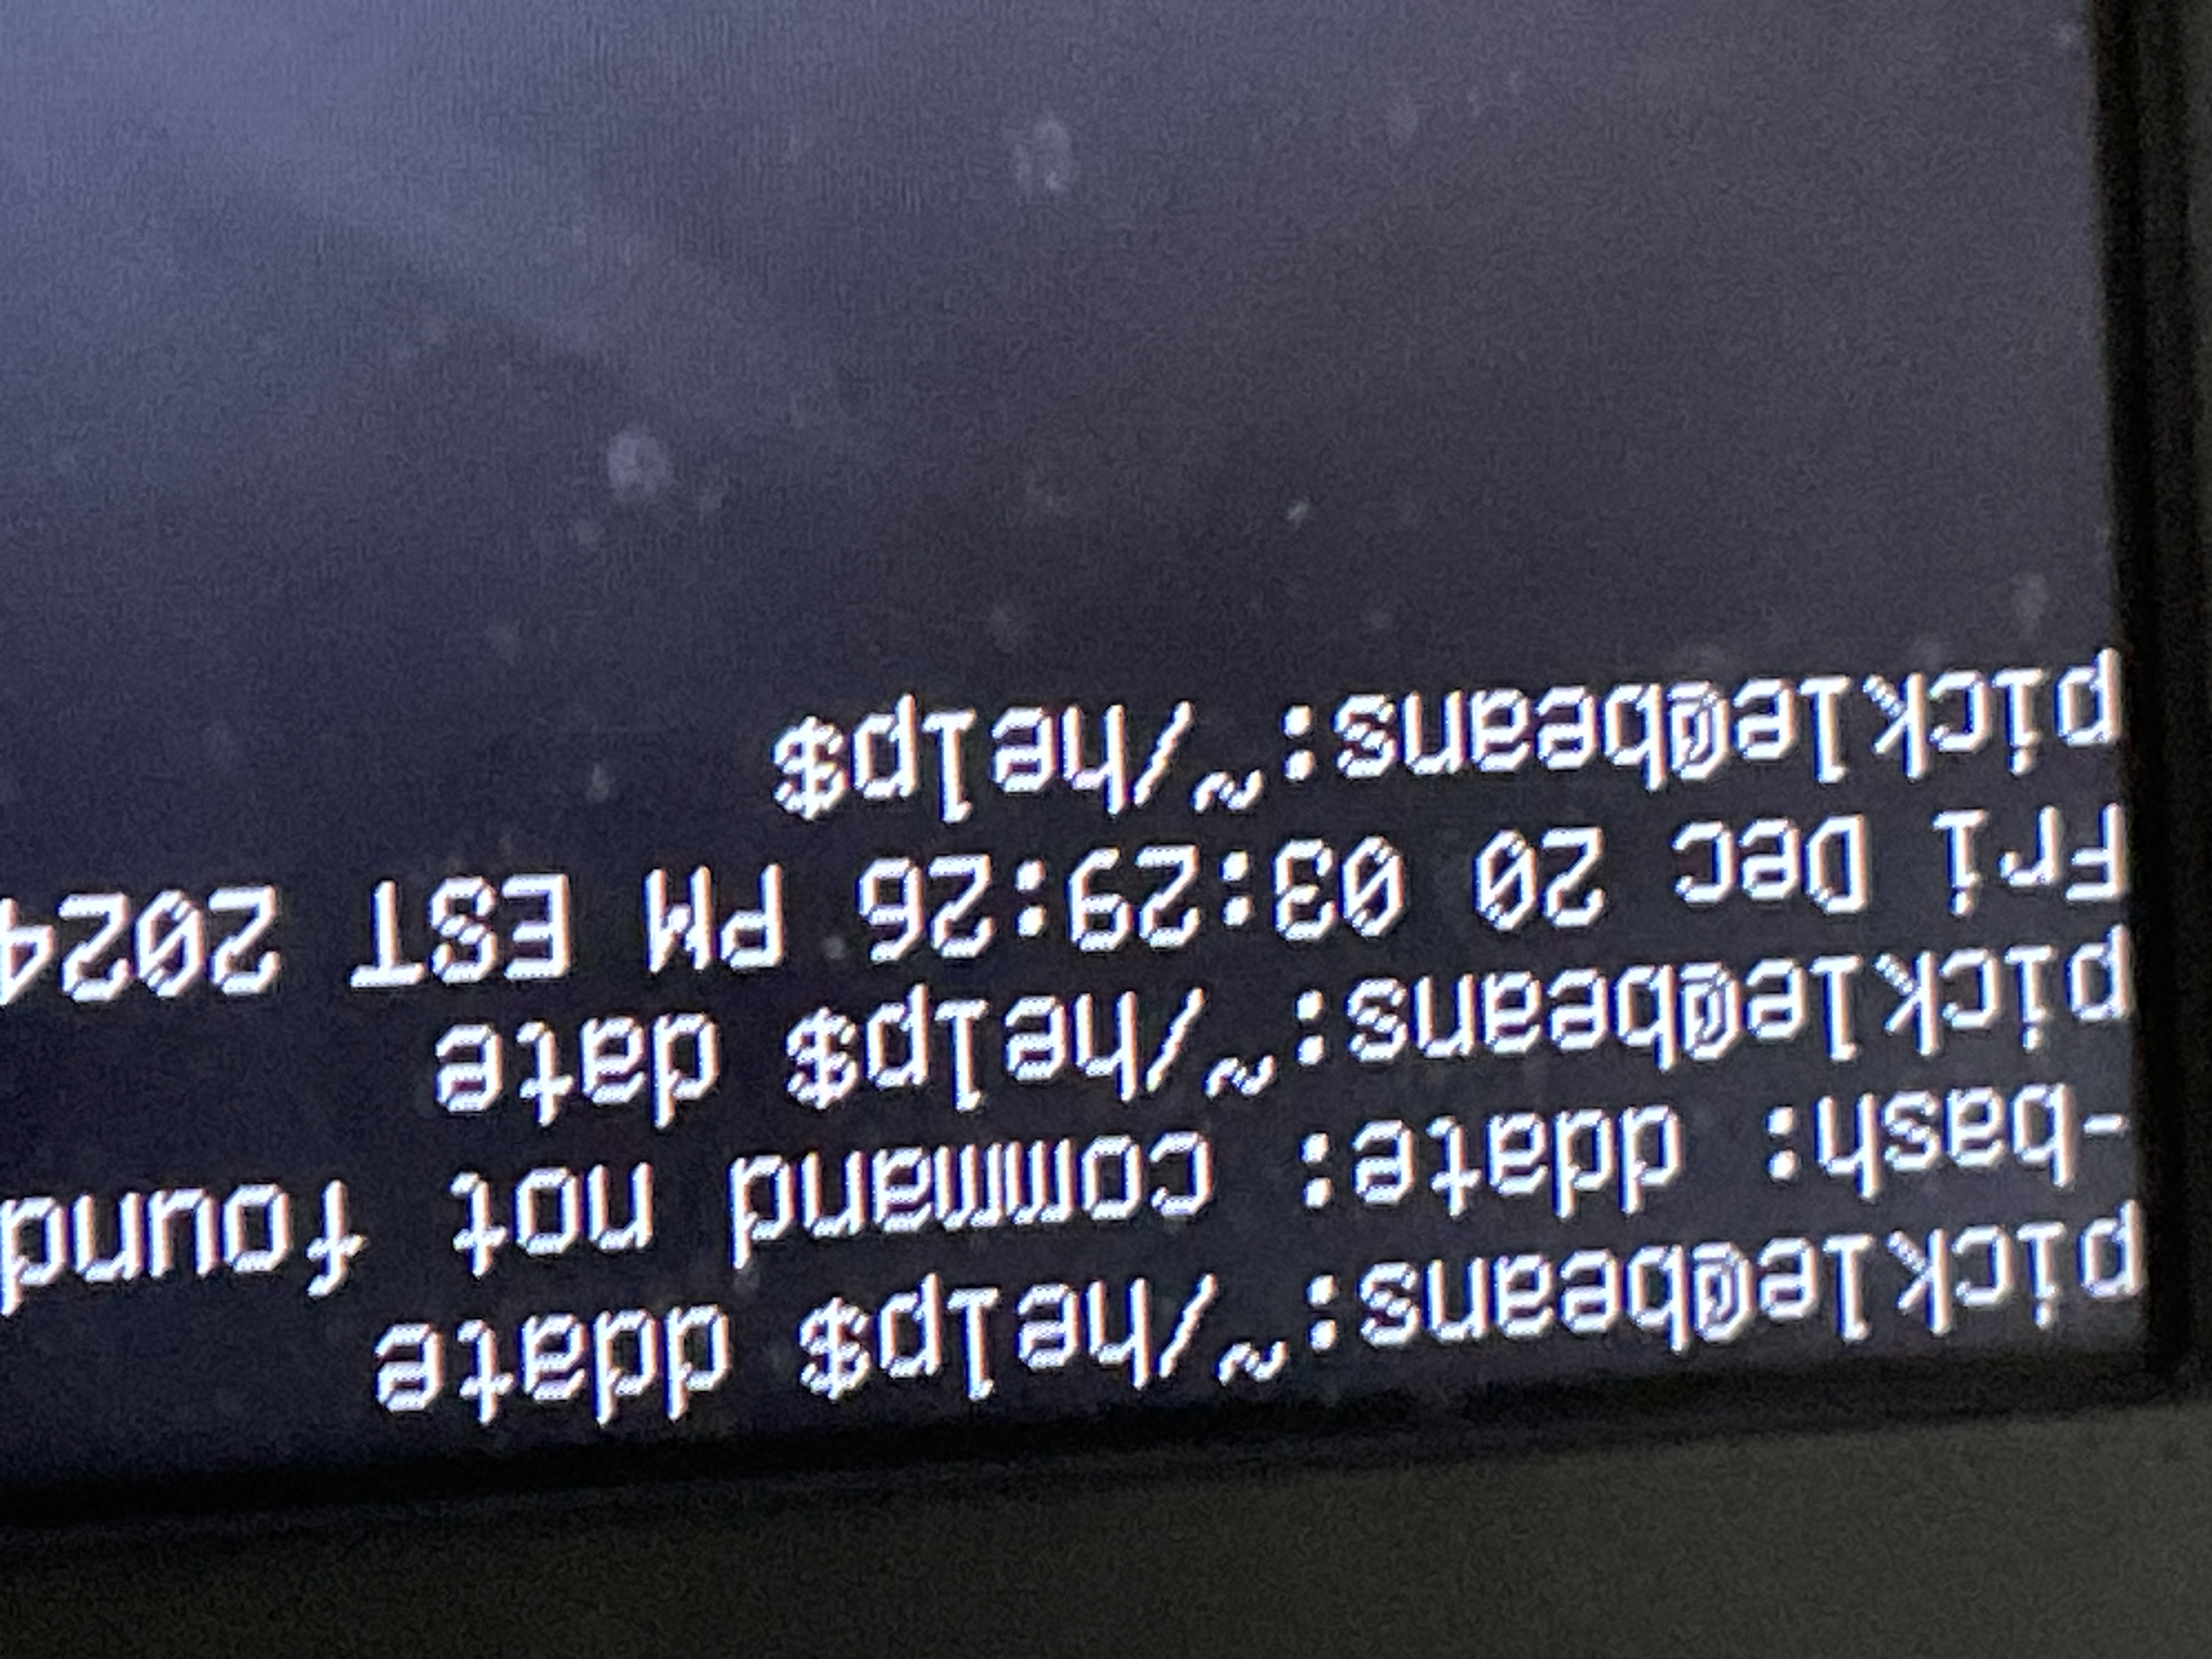 pickle@beans:~/help$ ddate
-bash: ddate: command not found
pickle@beans:~/help$ date
Fri Dec 20 03:29:26 PM EST 2024
pickle@beans:~/help$